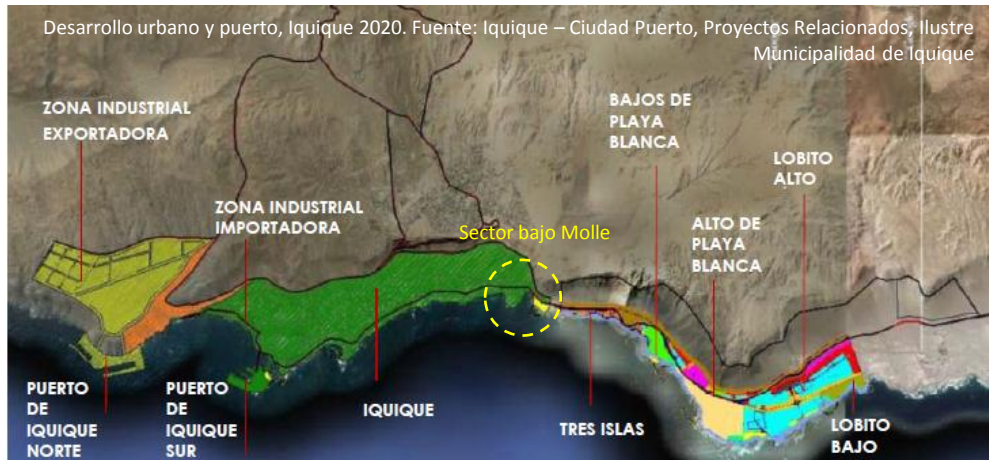 Desarrollo urbano y puerto, Iquique 2020. Fuente: Iquique – Ciudad Puerto, Proyectos Relacionados, Ilustre
Municipalidad de Iquique
ZONA INDUSTRIAL
EXPORTADORA
ZONA INDUSTRIAL
IMPORTADORA
Sector bajo Molle
BAJOS DE
PLAYA
BLANCA
LOBITO
ALTO
ALTO DE
PLAYA
BLANCA
PUERTO
DE
IQUIQUE
NORTE
PUERTO
DE
IQUIQUE
SUR
IQUIQUE
TRES ISLAS
LOBITO
BAJO